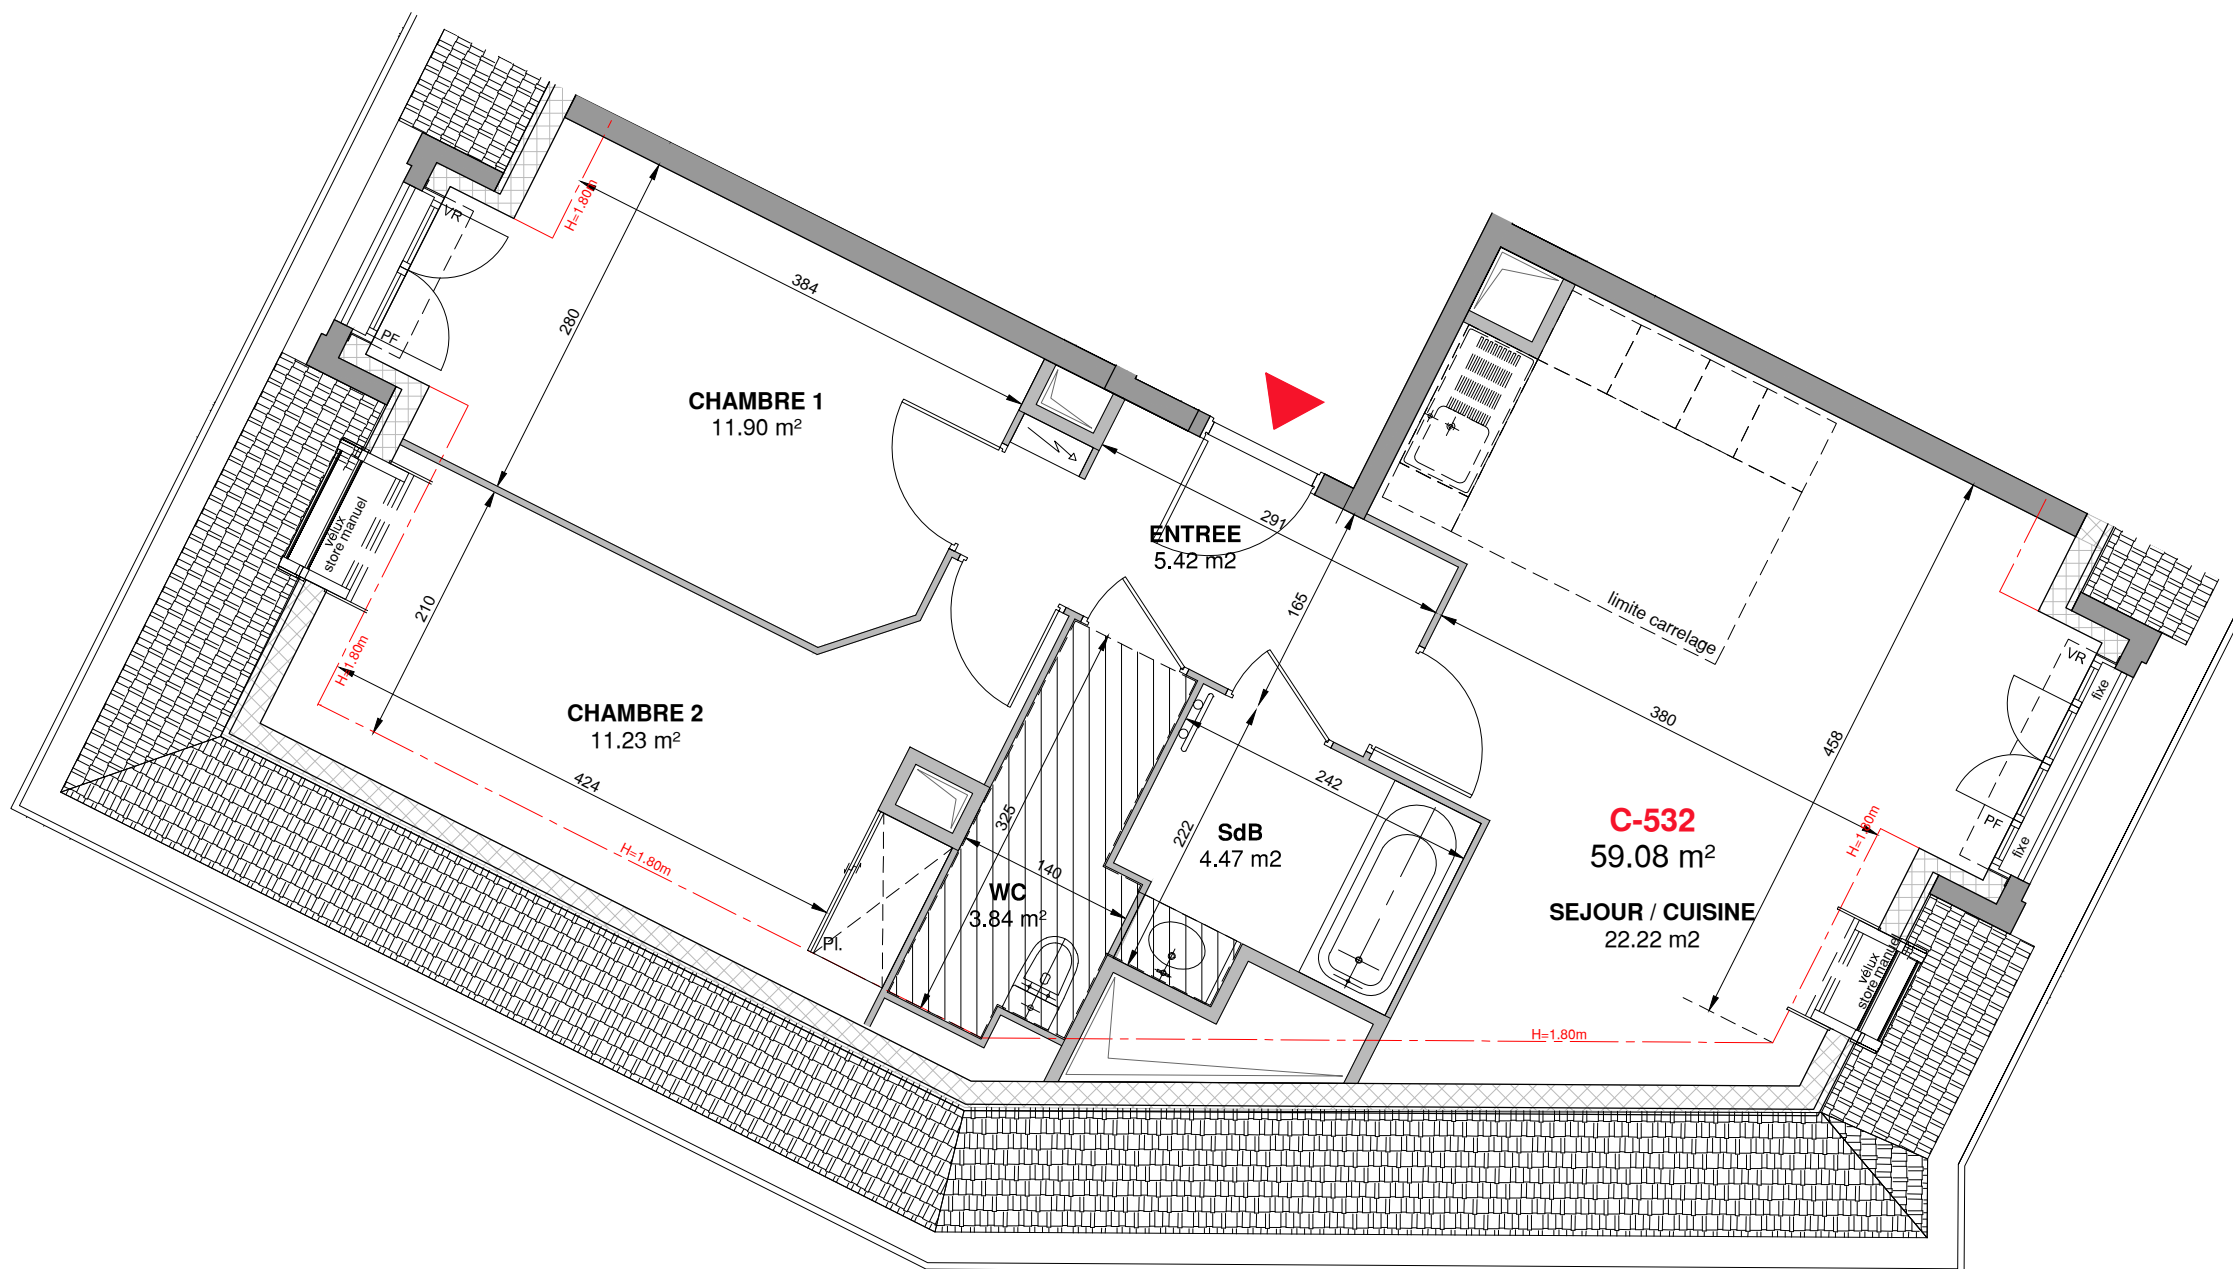 H=1.80m
VR
PF
384
280
CHAMBRE 1
11.90 m²
vélux
store manuel
210
H=1.80m
CHAMBRE 2
11.23 m²
424
H=1.80m
Pl.
291
ENTREE
5.42 m2
165
325
140
WC
3.84 m²
242
222
SdB
4.47 m2
limite carrelage
380
458
VR
fixe
PF
fixe
H=1.80m
C-532
59.08 m²
SEJOUR / CUISINE
22.22 m2
vélux
store manuel
H=1.80m